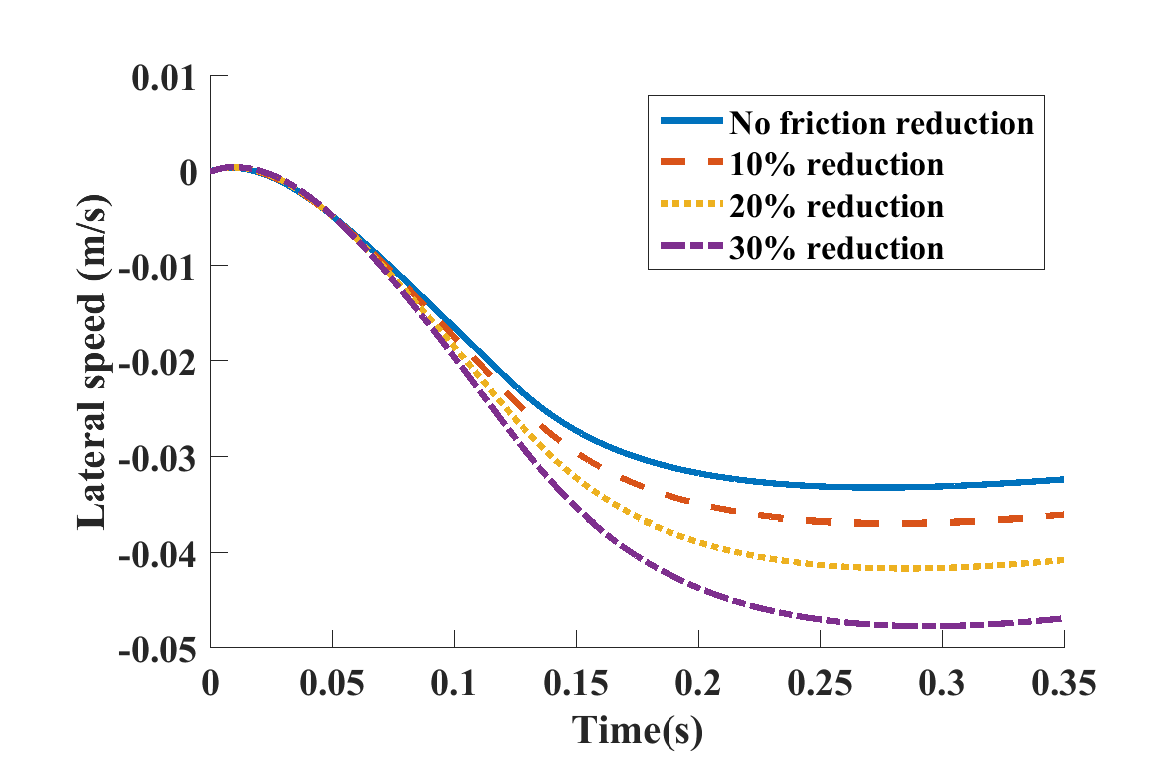 0.01
0
-0.01
-0.02
-0.03
-0.04
-0.05
Lateral speed (m/s)
No friction reduction
10% reduction
20% reduction
30% reduction
0 0.05 0.1 0.15 0.2 0.25 0.3 0.35
Time(s)